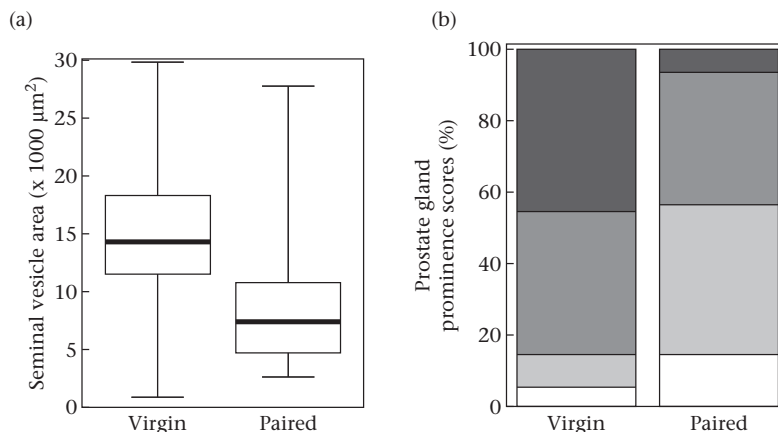 (a)
Seminal vesicle area (x 1000 μm²)
30
25
20
15
10
5
0
Virgin Paired
(b)
Prostate gland
prominence scores (%)
100
80
60
40
20
0
Virgin Paired